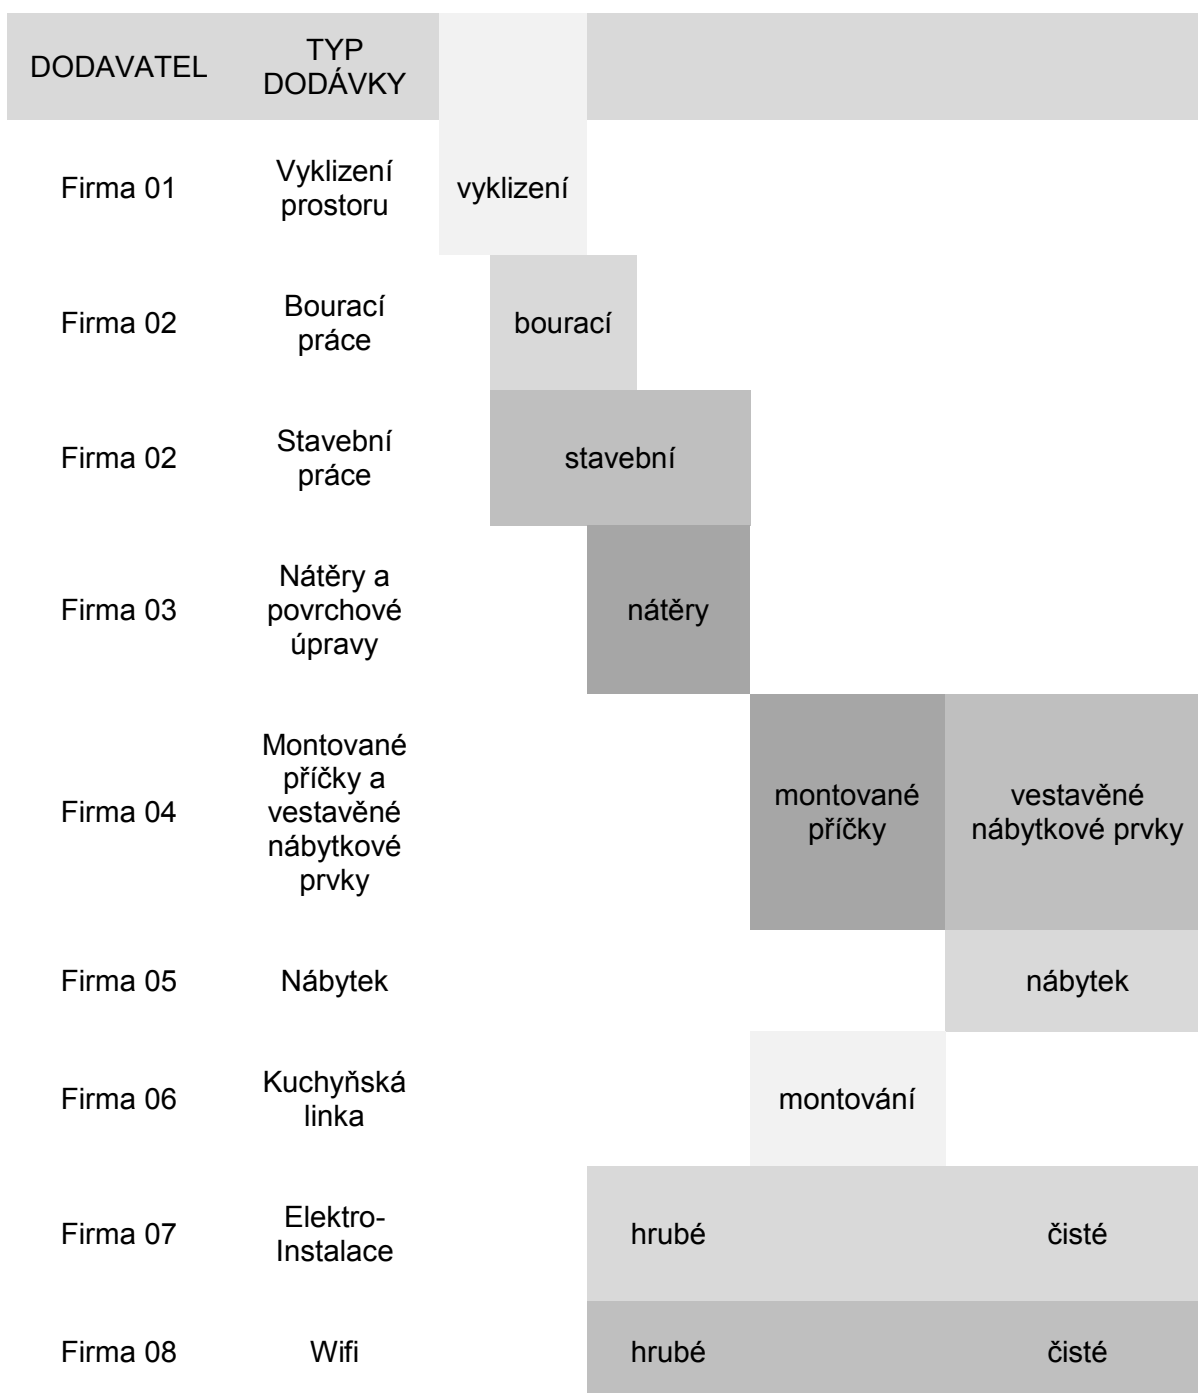 DODAVATEL
TYP
DODÁVKY
Firma 01
Vyklizení
prostoru
vyklizení
Firma 02
Bourací
práce
bourací
Firma 02
Stavební
práce
stavební
Firma 03
Nátěry a
povrchové
úpravy
nátěry
Firma 04
Montované
příčky a
vestavěné
nábytkové
prvky
montované
příčky
vestavěné
nábytkové prvky
Firma 05
Nábytek
nábytek
Firma 06
Kuchyňská
linka
montování
Firma 07
Elektro-
Instalace
hrubé
čisté
Firma 08
Wifi
hrubé
čisté